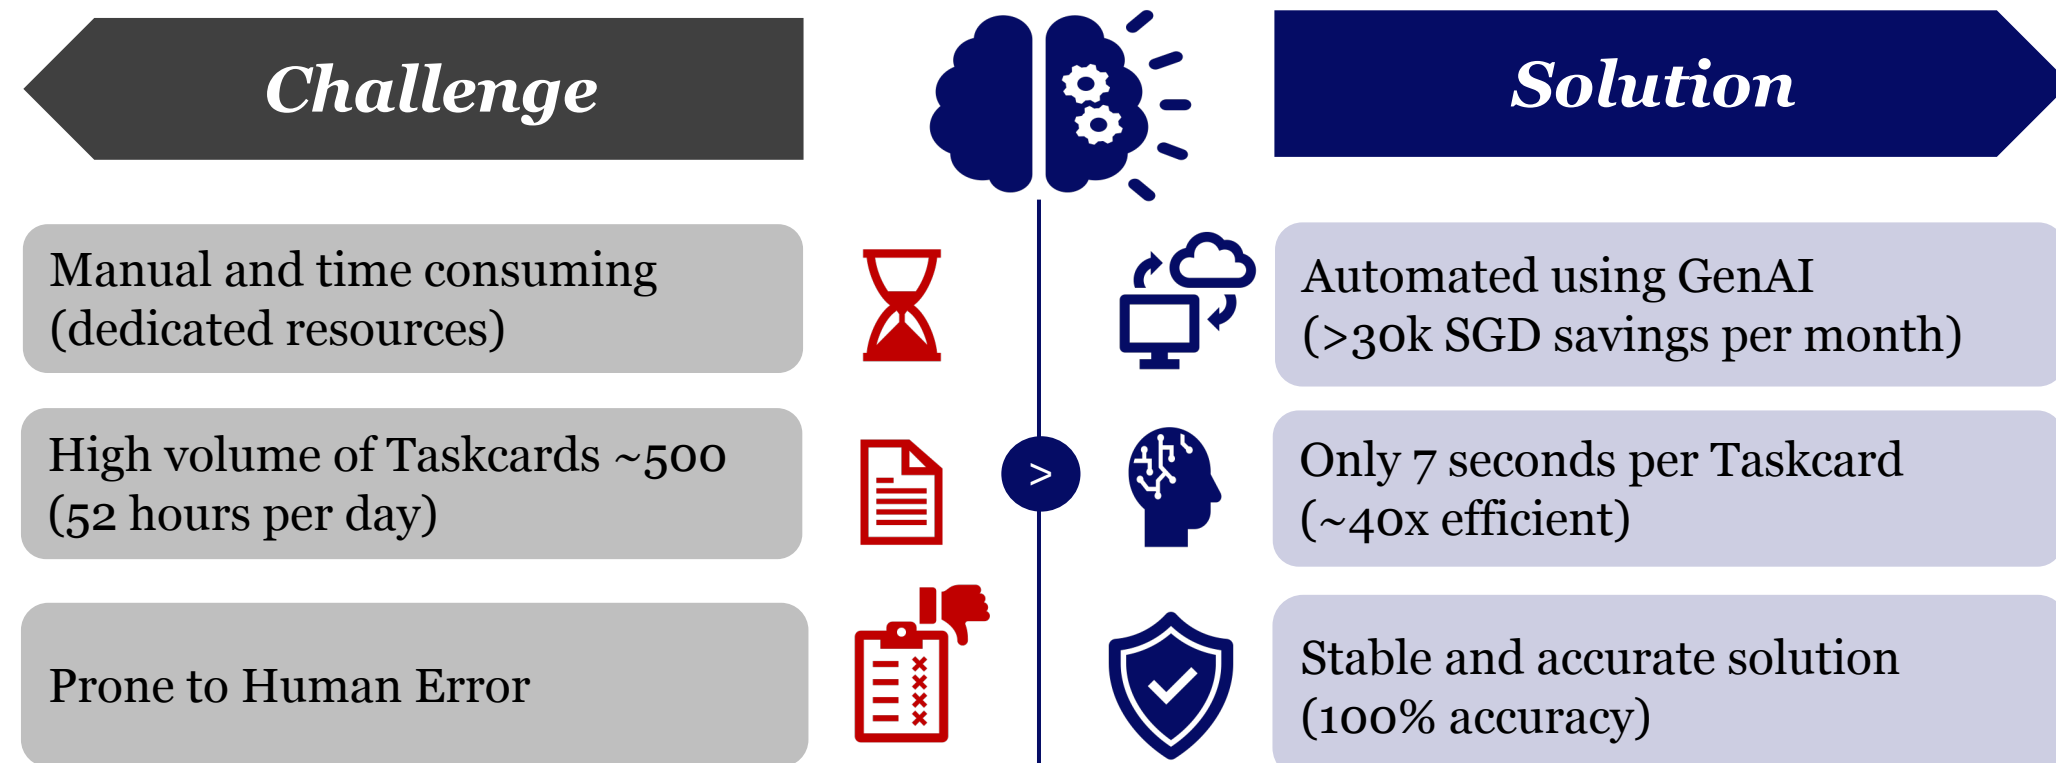 Challenge
Solution
Manual and time consuming
(dedicated resources)
Automated using GenAI
(>30k SGD savings per month)
High volume of Taskcards ~500
(52 hours per day)
>
Only 7 seconds per Taskcard
(~40x efficient)
Prone to Human Error
Stable and accurate solution
(100% accuracy)